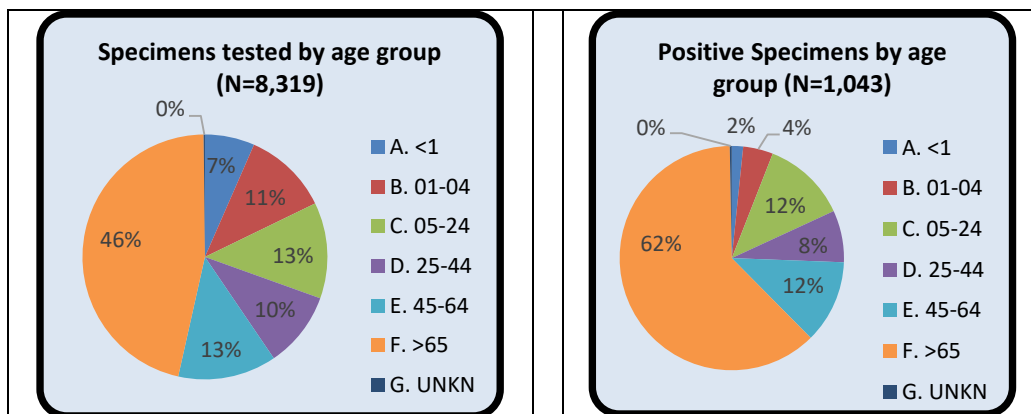 Specimens tested by age group
(N=8,319)
0%
7%
11%
13%
10%
13%
46%
A. <1
B. 01-04
C. 05-24
D. 25-44
E. 45-64
F. >65
G. UNKN
Positive Specimens by age
group (N=1,043)
0%
2%
4%
12%
8%
12%
62%
A. <1
B. 01-04
C. 05-24
D. 25-44
E. 45-64
F. >65
G. UNKN